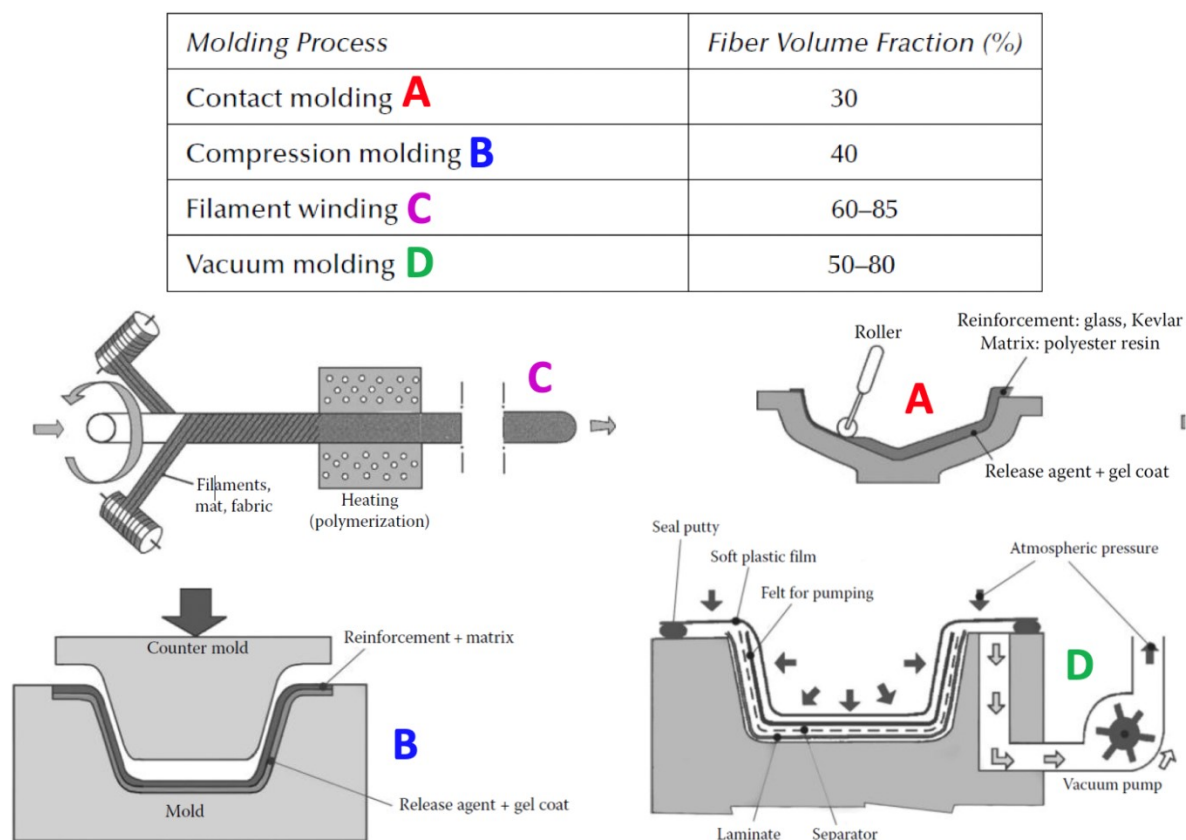 Molding Process Fiber Volume Fraction (%)
Contact molding A 30
Compression molding B 40
Filament winding C 60–85
Vacuum molding D 50–80
C
Filaments,
mat, fabric
Heating
(polymerization)
Roller
Reinforcement: glass, Kevlar
Matrix: polyester resin
A
Release agent + gel coat
Counter mold
Reinforcement + matrix
B
Release agent + gel coat
Mold
Seal putty
Soft plastic film
Felt for pumping
Atmospheric pressure
D
Vacuum pump
Laminate
Separator